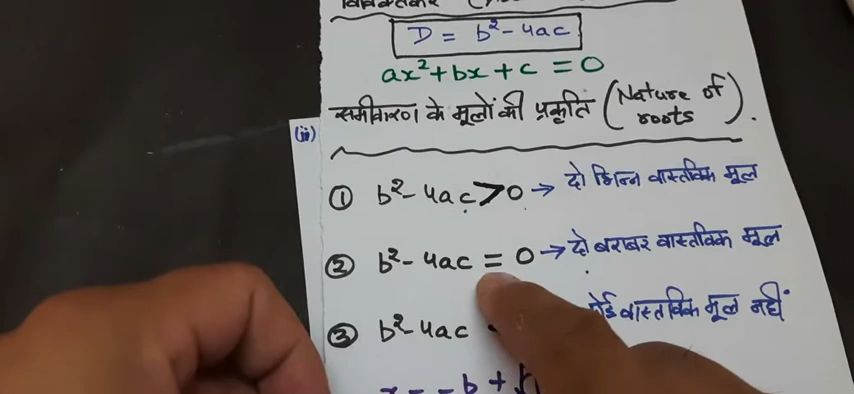 D = b²-4ac
ax²+bx+c = 0
समीकरण के मूलों की प्रकृति (Nature of roots).
(ii)
① b²-4ac > 0 → दो भिन्न वास्तविक मूल
② b²-4ac = 0 → दो बराबर वास्तविक मूल
③ b²-4ac वास्तविक मूल नहीं